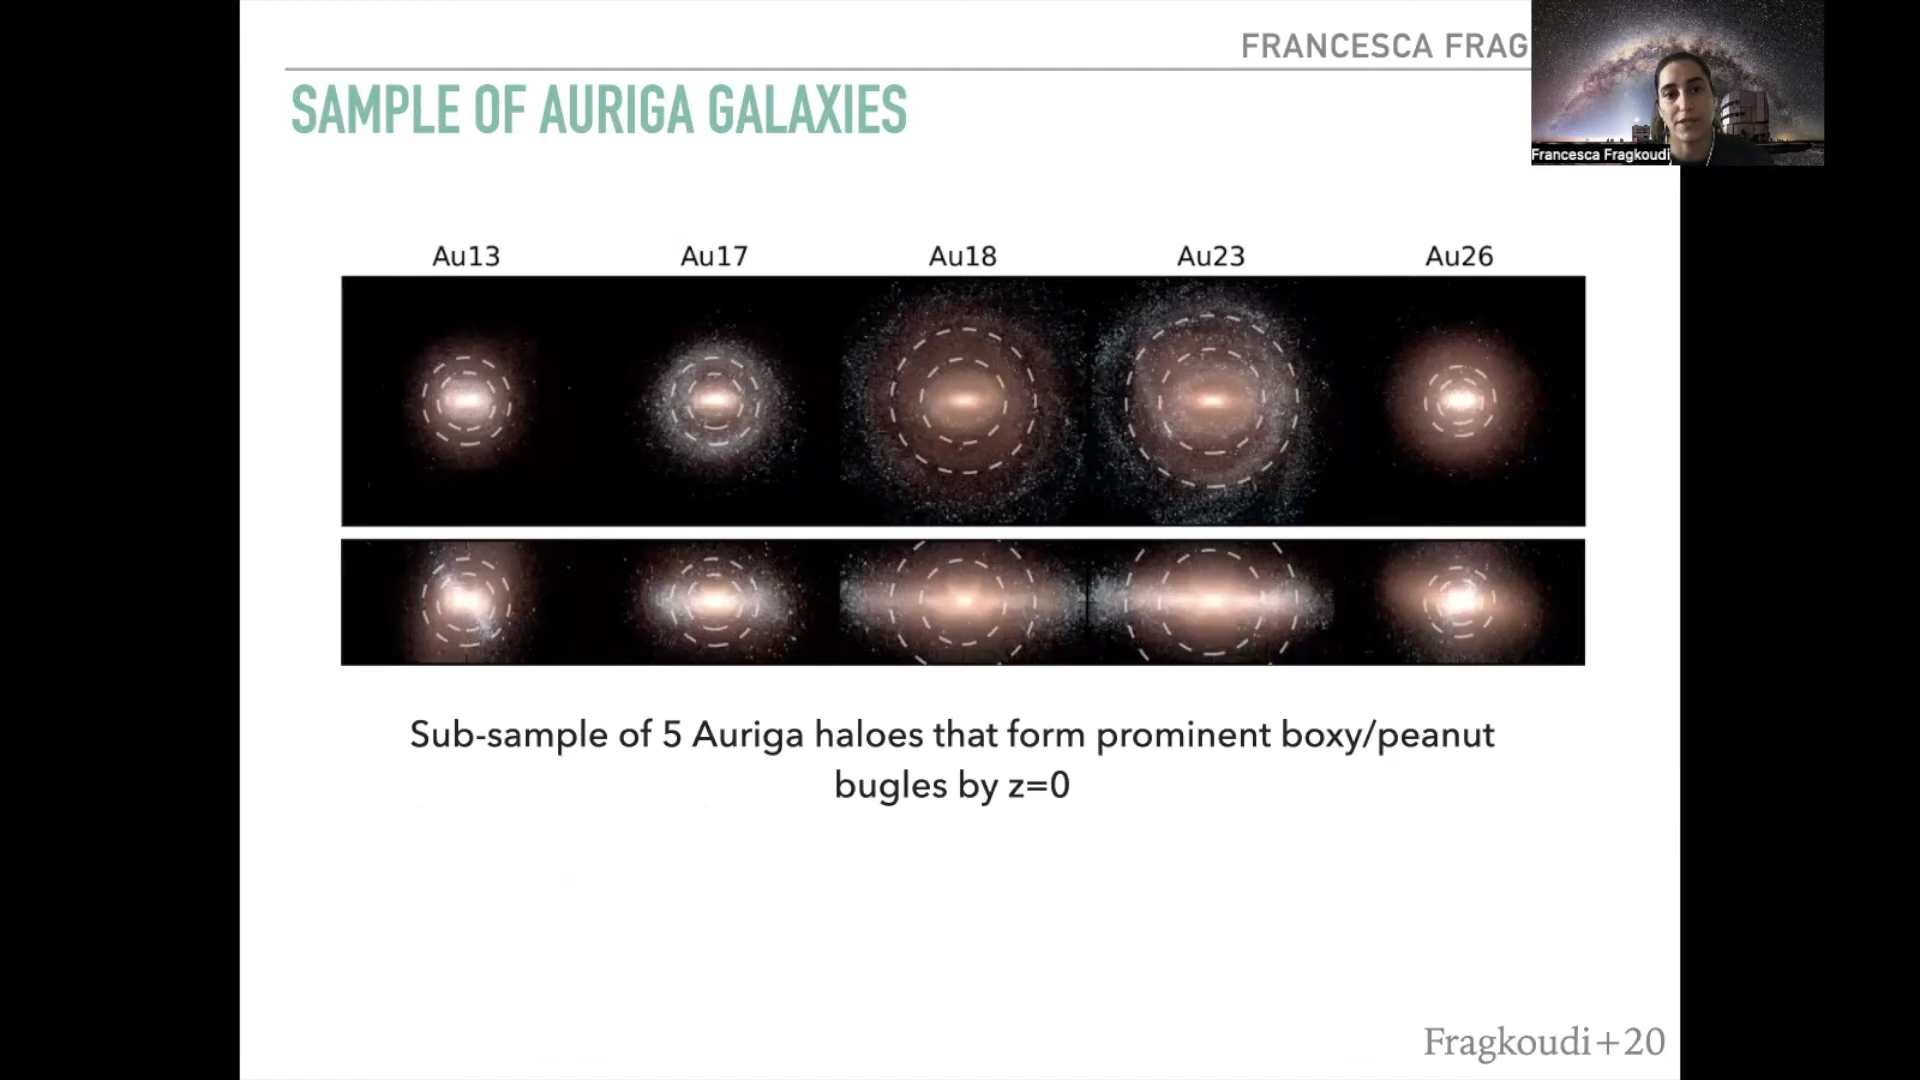 FRANCESCA FRAG
SAMPLE OF AURIGA GALAXIES
Francesca Fragkoudi
Au13 Au17 Au18 Au23 Au26
Sub-sample of 5 Auriga haloes that form prominent boxy/peanut
bugles by z=0
Fragkoudi+20